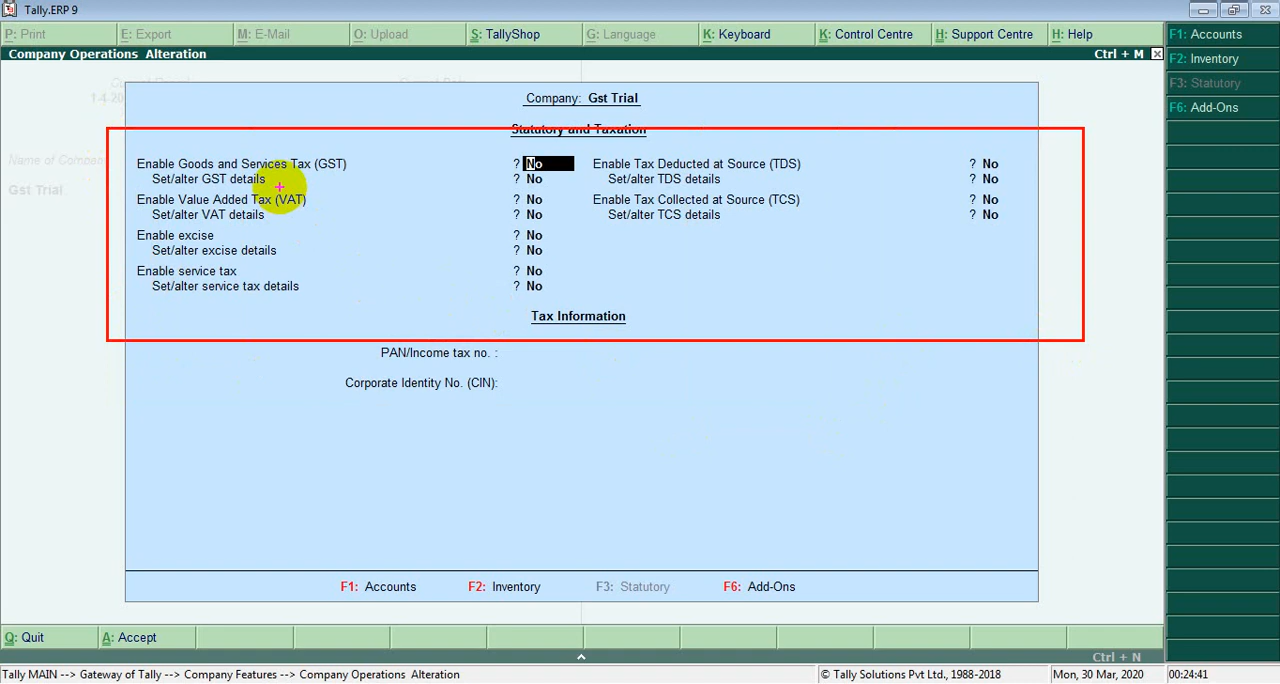 Tally.ERP 9
P: Print E: Export M: E-Mail O: Upload S: TallyShop G: Language K: Keyboard K: Control Centre H: Support Centre H: Help
Company Operations Alteration Ctrl + M
F1: Accounts
F2: Inventory
F3: Statutory
F6: Add-Ons
1-4-20
Name of Company
Gst Trial
Company: Gst Trial
Statutory and Taxation
Enable Goods and Services Tax (GST) ? No Enable Tax Deducted at Source (TDS) ? No
Set/alter GST details ? No Set/alter TDS details ? No
Enable Value Added Tax (VAT) ? No Enable Tax Collected at Source (TCS) ? No
Set/alter VAT details ? No Set/alter TCS details ? No
Enable excise ? No
Set/alter excise details ? No
Enable service tax ? No
Set/alter service tax details ? No
Tax Information
PAN/Income tax no. :
Corporate Identity No. (CIN):
F1: Accounts F2: Inventory F3: Statutory F6: Add-Ons
Q: Quit A: Accept
Ctrl + N
Tally MAIN --> Gateway of Tally --> Company Features --> Company Operations Alteration © Tally Solutions Pvt Ltd., 1988-2018 Mon, 30 Mar, 2020 00:24:41